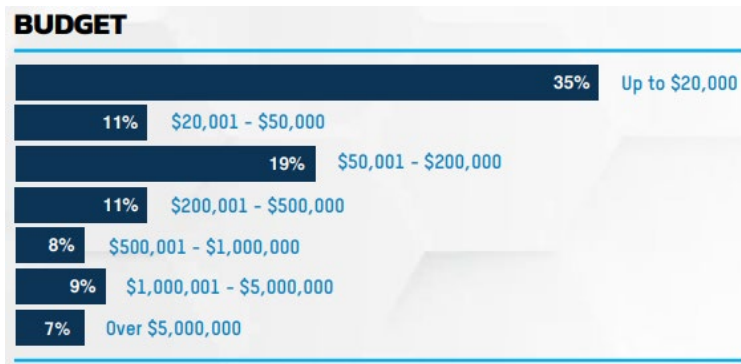 BUDGET
35% Up to $20,000
11% $20,001 - $50,000
19% $50,001 - $200,000
11% $200,001 - $500,000
8% $500,001 - $1,000,000
9% $1,000,001 - $5,000,000
7% Over $5,000,000